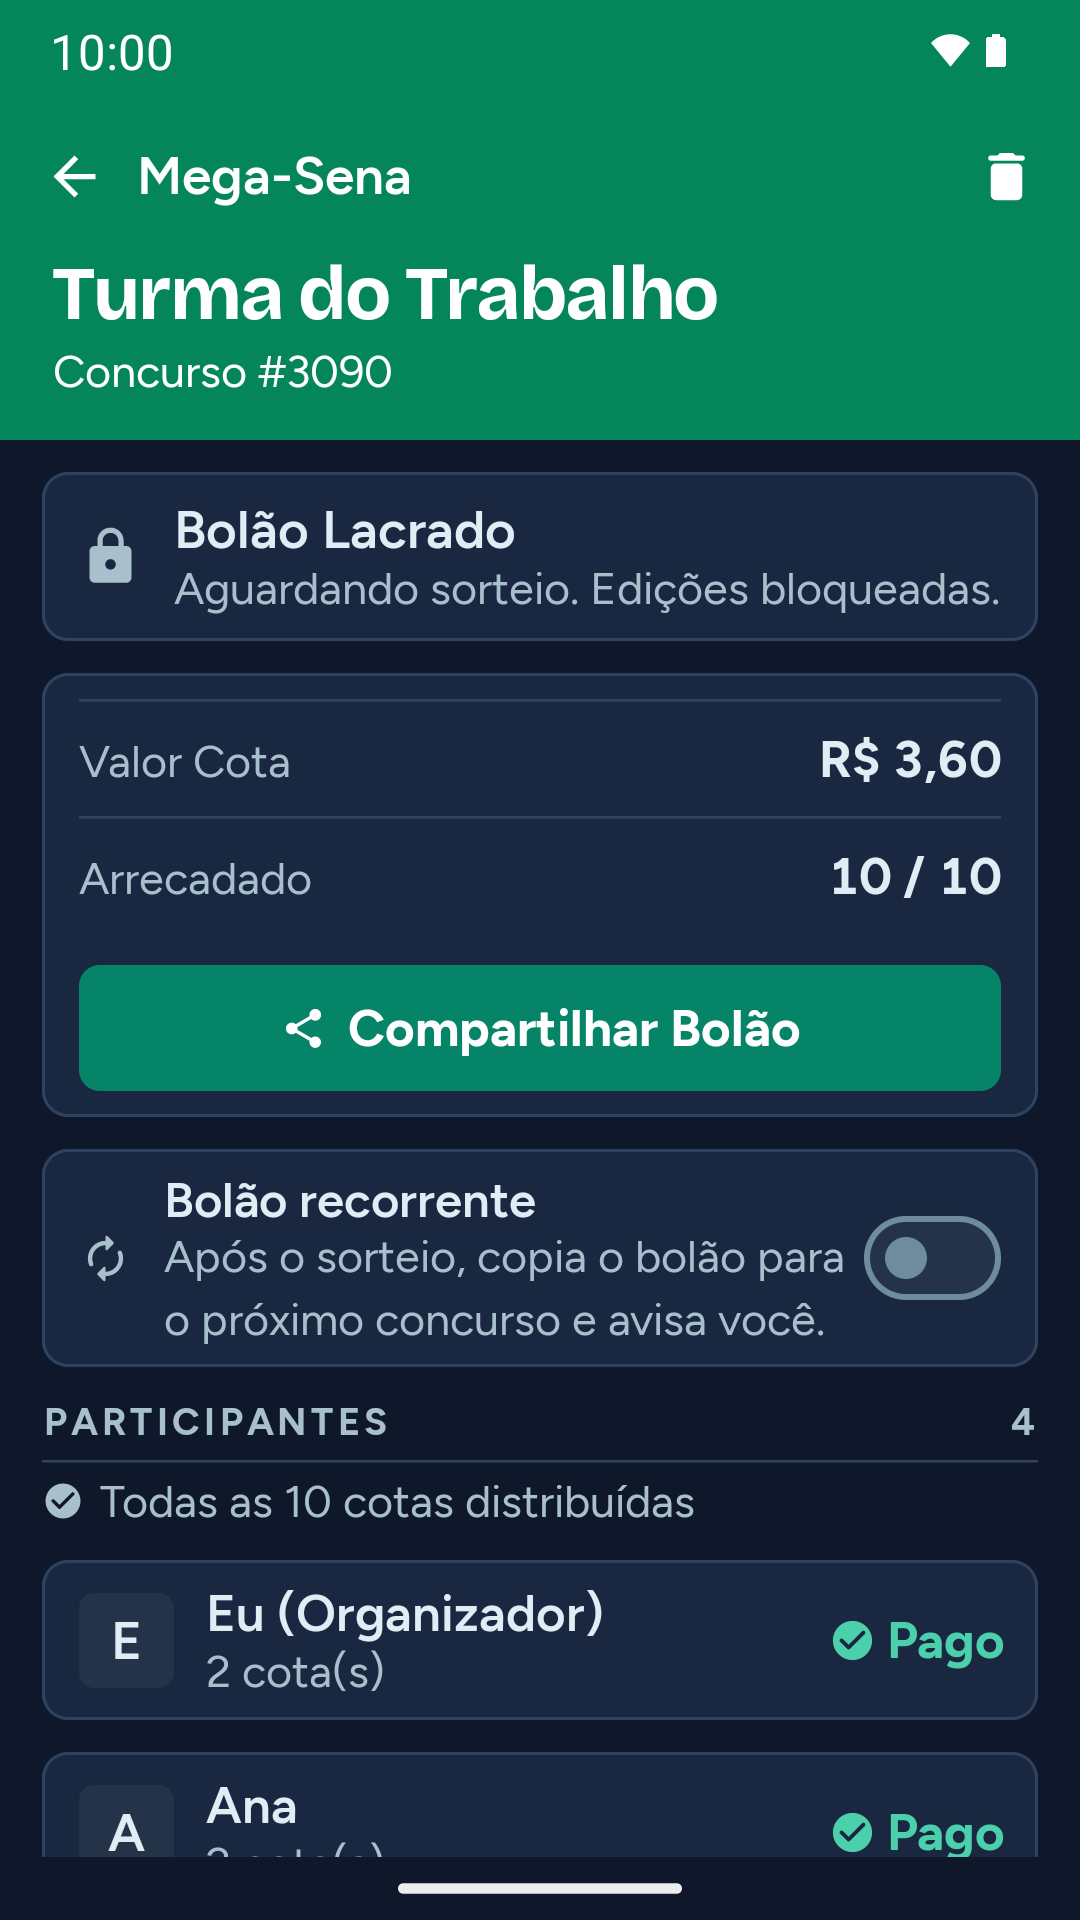 10:00
Mega-Sena
Turma do Trabalho
Concurso #3090
Bolão Lacrado
Aguardando sorteio. Edições bloqueadas.
Valor Cota
R$ 3,60
Arrecadado
10 / 10
Compartilhar Bolão
Bolão recorrente
Após o sorteio, copia o bolão para
o próximo concurso e avisa você.
PARTICIPANTES
4
Todas as 10 cotas distribuídas
E
Eu (Organizador)
2 cota(s)
Pago
A
Ana
Pago